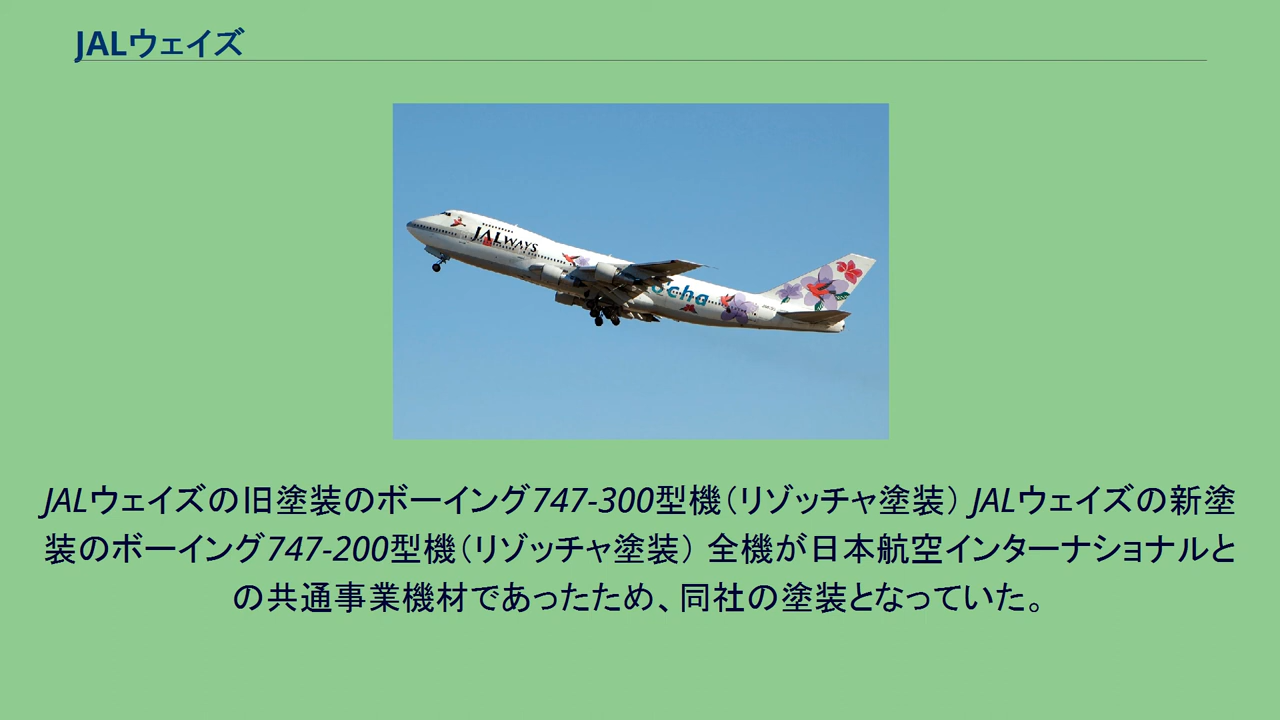 JALウェイズ
JALWAYS
ocha
JALウェイズの旧塗装のボーイング747-300型機（リゾッチャ塗装） JALウェイズの新塗
装のボーイング747-200型機（リゾッチャ塗装） 全機が日本航空インターナショナルと
の共通事業機材であったため、同社の塗装となっていた。